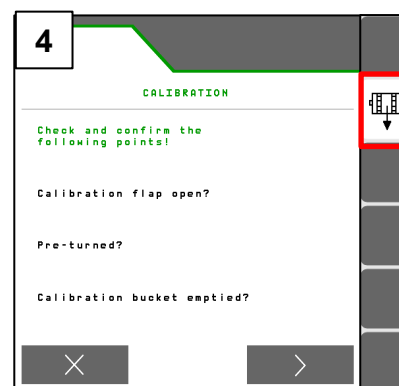 4
CALIBRATION
Check and confirm the
following points!
Calibration flap open?
Pre-turned?
Calibration bucket emptied?